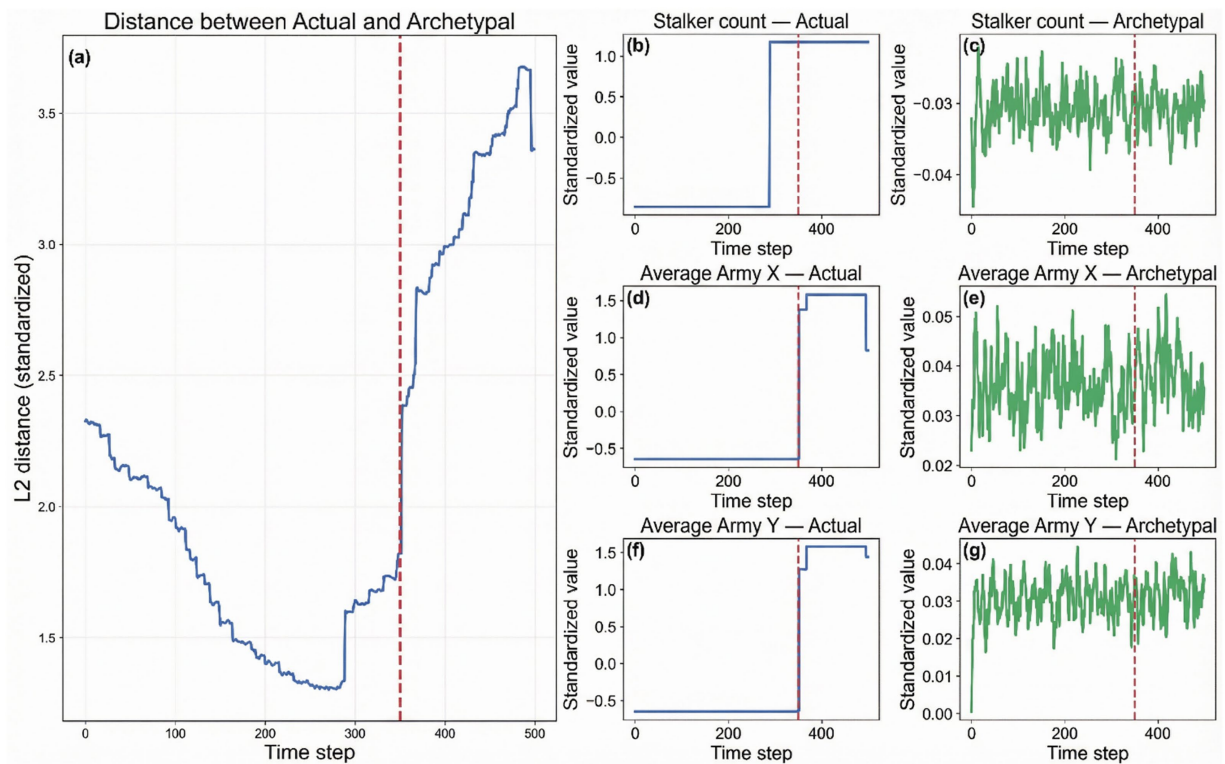 Distance between Actual and Archetypal
(a)
3.5
3.0
2.5
2.0
1.5
L2 distance (standardized)
0 100 200 300 400 500
Time step
Stalker count — Actual
(b)
1.0
0.5
0.0
−0.5
Standardized value
0 200 400
Time step
Stalker count — Archetypal
(c)
−0.03
−0.04
Standardized value
0 200 400
Time step
Average Army X — Actual
(d)
1.5
1.0
0.5
0.0
−0.5
Standardized value
0 200 400
Time step
Average Army X — Archetypal
(e)
0.05
0.04
0.03
0.02
Standardized value
0 200 400
Time step
Average Army Y — Actual
(f)
1.5
1.0
0.5
0.0
−0.5
Standardized value
0 200 400
Time step
Average Army Y — Archetypal
(g)
0.04
0.03
0.02
0.01
0.00
Standardized value
0 200 400
Time step